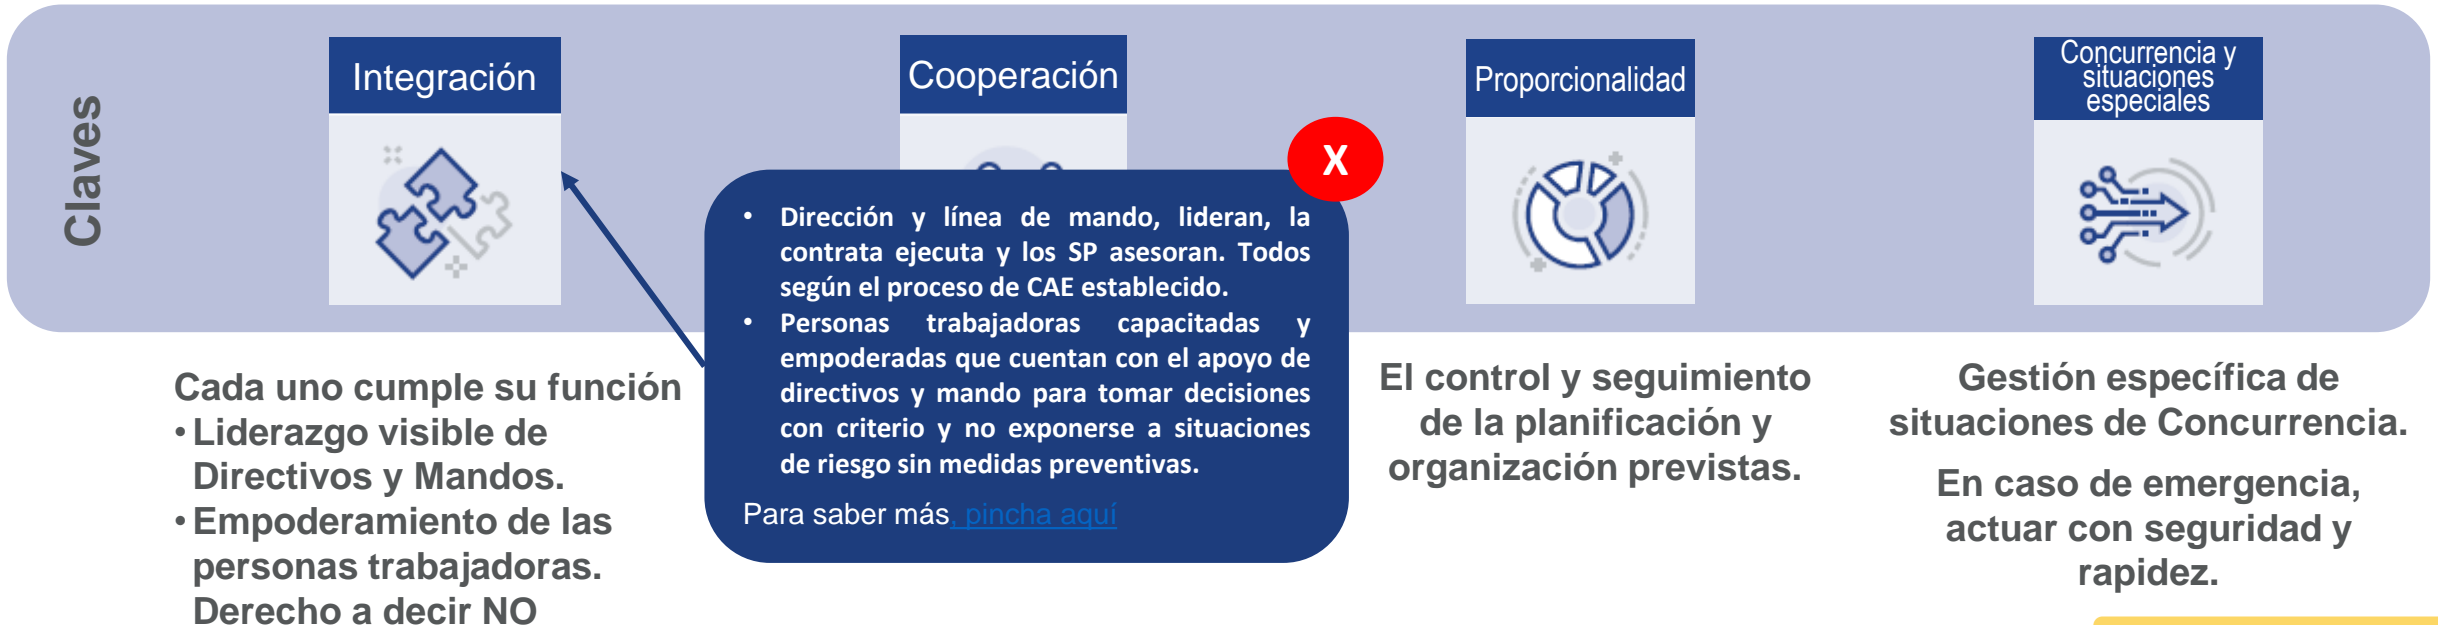 Claves
Integración
Cooperación
Proporcionalidad
Concurrencia y
situaciones
especiales
X
• Dirección y línea de mando, lideran, la
contrata ejecuta y los SP asesoran. Todos
según el proceso de CAE establecido.
• Personas trabajadoras capacitadas y
empoderadas que cuentan con el apoyo de
directivos y mando para tomar decisiones
con criterio y no exponerse a situaciones
de riesgo sin medidas preventivas.
Para saber más, pincha aquí
Cada uno cumple su función
• Liderazgo visible de
Directivos y Mandos.
• Empoderamiento de las
personas trabajadoras.
Derecho a decir NO
El control y seguimiento
de la planificación y
organización previstas.
Gestión específica de
situaciones de Concurrencia.
En caso de emergencia,
actuar con seguridad y
rapidez.